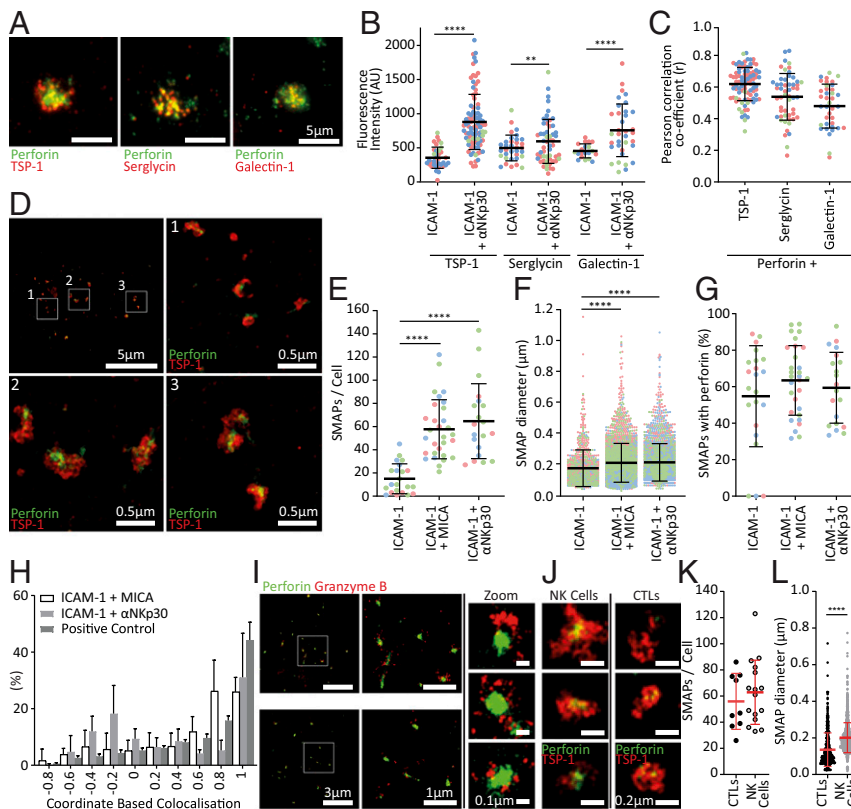 A
Perforin
TSP-1
Perforin
Serglycin
Perforin
Galectin-1
5µm
B
Fluorescence
Intensity (AU)
2000
1500
1000
500
0
****
**
****
ICAM-1
ICAM-1
+ αNKp30
ICAM-1
ICAM-1
+ αNKp30
ICAM-1
ICAM-1
+ αNKp30
TSP-1
Serglycin
Galectin-1
C
Pearson correlation
co-efficient (r)
1.0
0.8
0.6
0.4
0.2
0.0
TSP-1
Serglycin
Galectin-1
Perforin +
D
1
2
3
5µm
1
Perforin
TSP-1
0.5µm
2
Perforin
TSP-1
0.5µm
3
Perforin
TSP-1
0.5µm
E
SMAPs / Cell
160
140
120
100
80
60
40
20
0
****
****
ICAM-1
ICAM-1
+ MICA
ICAM-1+
αNKp30
F
SMAP diameter (µm)
1.2
1.0
0.8
0.6
0.4
0.2
0.0
****
****
ICAM-1
ICAM-1
+ MICA
ICAM-1+
αNKp30
G
SMAPs with perforin (%)
100
80
60
40
20
0
ICAM-1
ICAM-1
+ MICA
ICAM-1+
αNKp30
H
ICAM-1 + MICA
ICAM-1 + αNKp30
Positive Control
(%)
60
40
20
0
-0.8
-0.6
-0.4
-0.2
0
0.2
0.4
0.6
0.8
1
Coordinate Based Colocalisation
I
Perforin Granzyme B
3µm
1µm
Zoom
0.1µm
J
NK Cells
CTLs
Perforin
TSP-1
Perforin
TSP-1
0.2µm
K
SMAPs / Cell
140
120
100
80
60
40
20
0
CTLs
NK
Cells
L
SMAP diameter (µm)
1.0
0.8
0.6
0.4
0.2
0.0
****
CTLs
NK